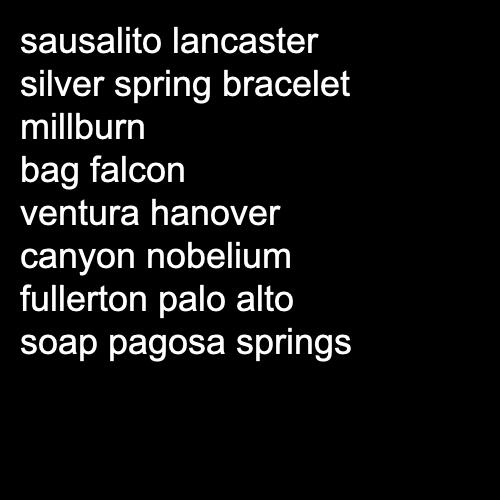 sausalito lancaster
silver spring bracelet
millburn
bag falcon
ventura hanover
canyon nobelium
fullerton palo alto
soap pagosa springs